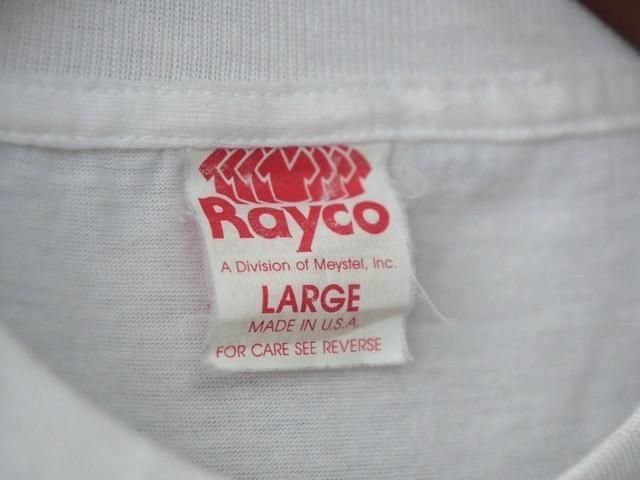 Rayco
A Division of Meystel, Inc.
LARGE
MADE IN U.S.A.
FOR CARE SEE REVERSE